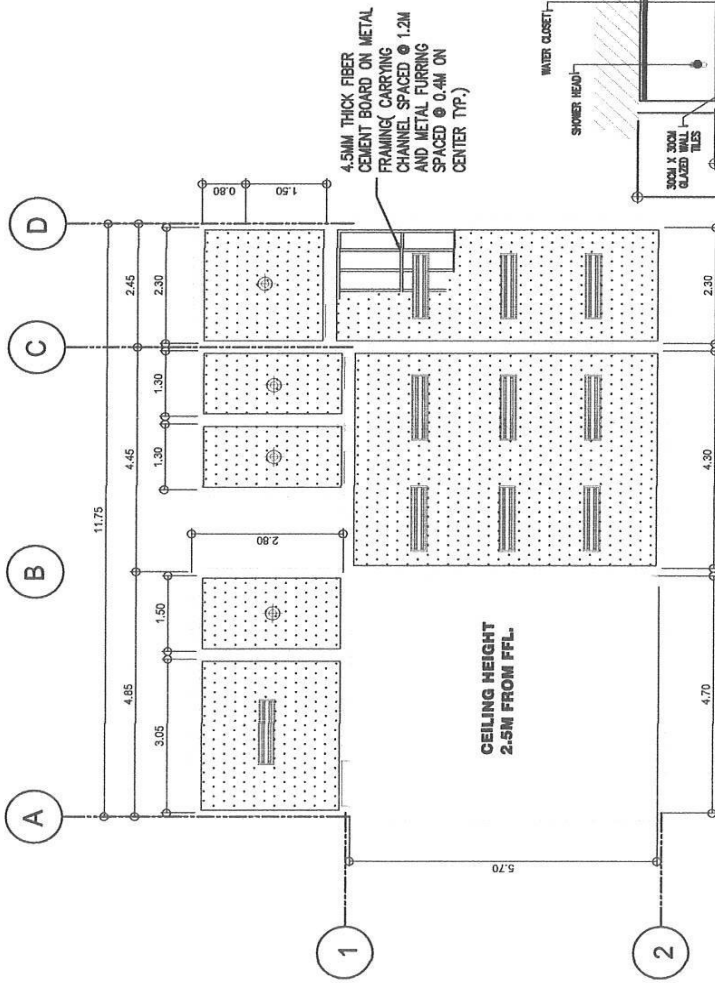 A
B
C
D
11.75
4.85
4.45
2.45
3.05
1.50
1.30
1.30
2.30
0.80
1.50
2.80
4.5MM THICK FIBER
CEMENT BOARD ON METAL
FRAMING( CARRYING
CHANNEL SPACED @ 1.2M
AND METAL FURRING
SPACED @ 0.4M ON
CENTER TYP.)
1
5.70
CEILING HEIGHT
2.5M FROM FFL.
2
4.70
4.30
2.30
WATER CLOSET
SHOWER HEAD
30CM X 30CM
GLAZED WALL
TILES